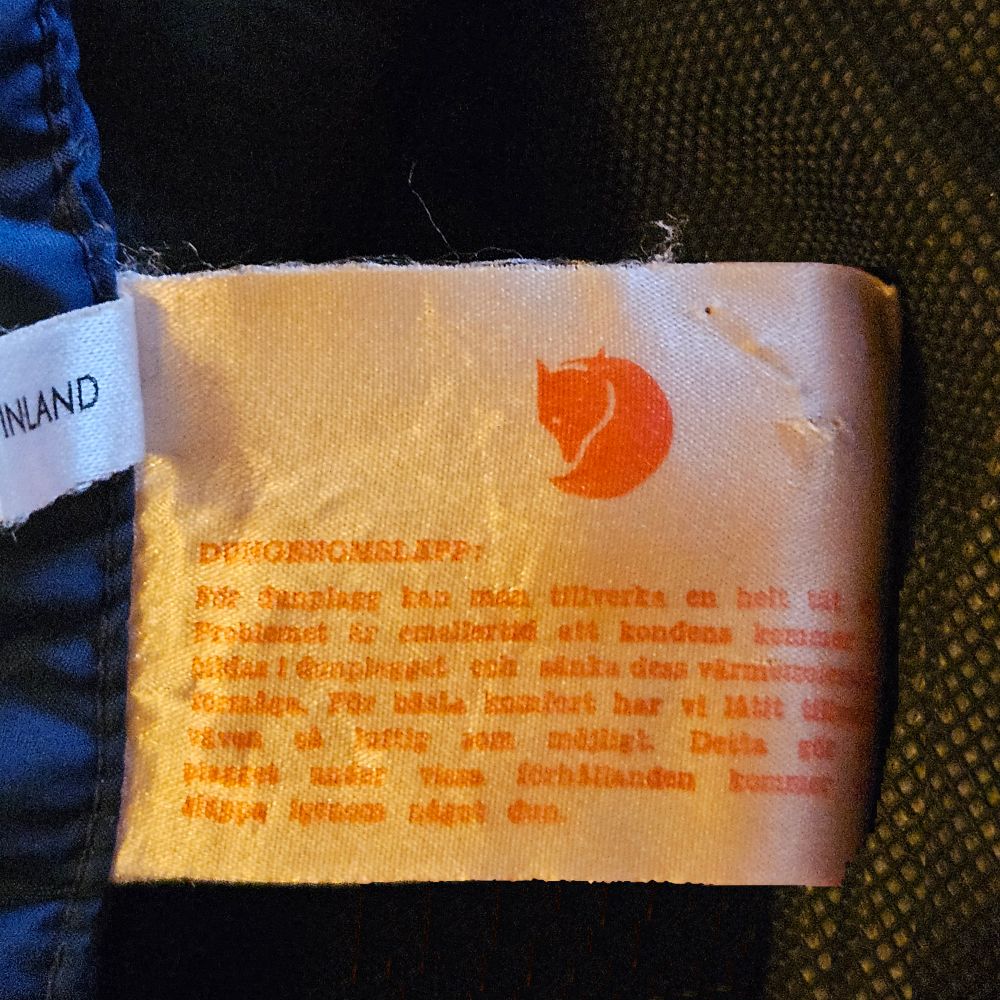 INLAND
DUNGENOMSLÄPP:
För dunplagg kan man tillverka en helt tät
Problemet är emellertid att kondens kommer
bildas i dunplagget och sänka dess värmeisole
förmåga. För bästa komfort har vi låtit
väven så luftig som möjligt. Detta gör
plagget under vissa förhållanden kommer
släppa igenom något dun.